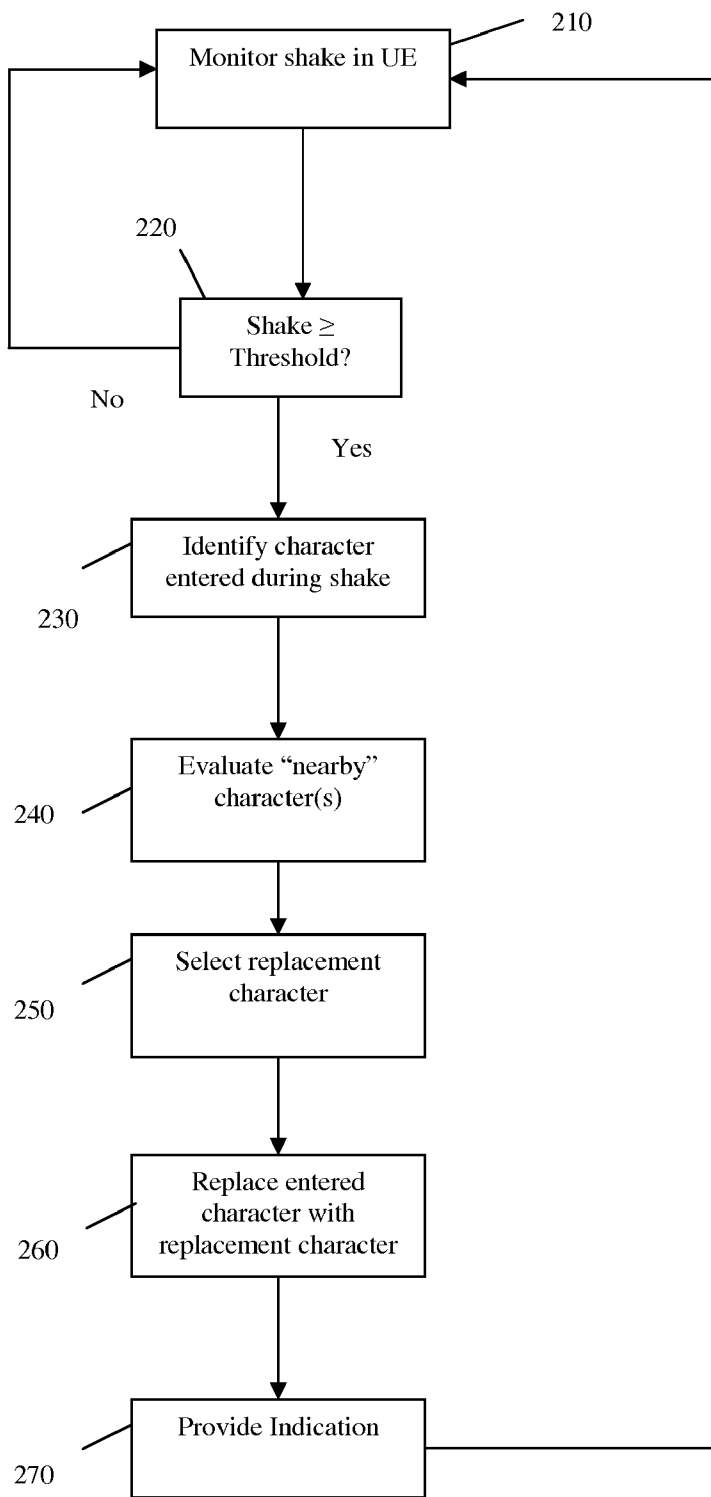 210
Monitor shake in UE
220
Shake ≥
Threshold?
No
Yes
Identify character
entered during shake
230
Evaluate “nearby”
character(s)
240
Select replacement
character
250
Replace entered
character with
replacement character
260
Provide Indication
270